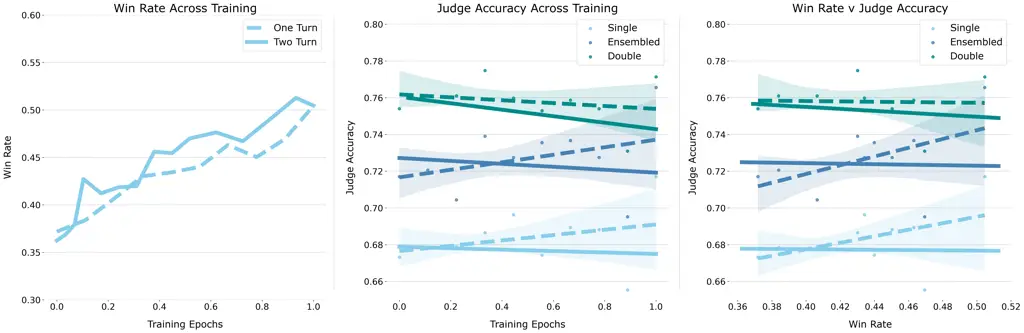 Win Rate Across Training
0.60
0.55
0.50
0.45
0.40
0.35
0.30
Win Rate
0.0
0.2
0.4
0.6
0.8
1.0
Training Epochs
One Turn
Two Turn
Judge Accuracy Across Training
0.80
0.78
0.76
0.74
0.72
0.70
0.68
0.66
Judge Accuracy
0.0
0.2
0.4
0.6
0.8
1.0
Training Epochs
Single
Ensembled
Double
Win Rate v Judge Accuracy
0.80
0.78
0.76
0.74
0.72
0.70
0.68
0.66
Judge Accuracy
0.36
0.38
0.40
0.42
0.43
0.45
0.47
0.49
0.50
0.52
Win Rate
Single
Ensembled
Double